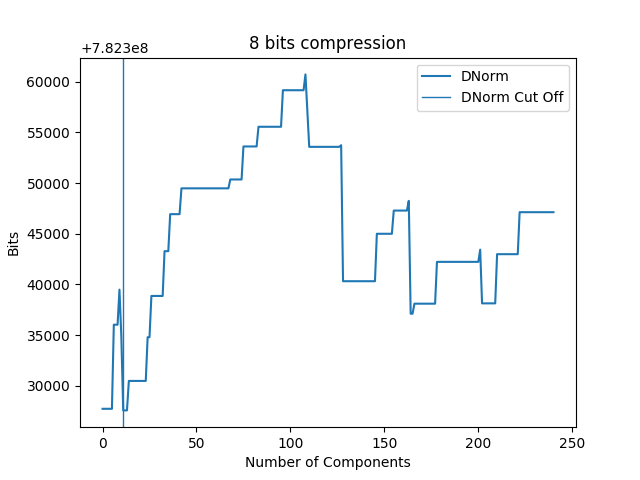 8 bits compression
+7.823e8
DNorm
DNorm Cut Off
60000
55000
50000
45000
40000
35000
30000
Bits
0 50 100 150 200 250
Number of Components